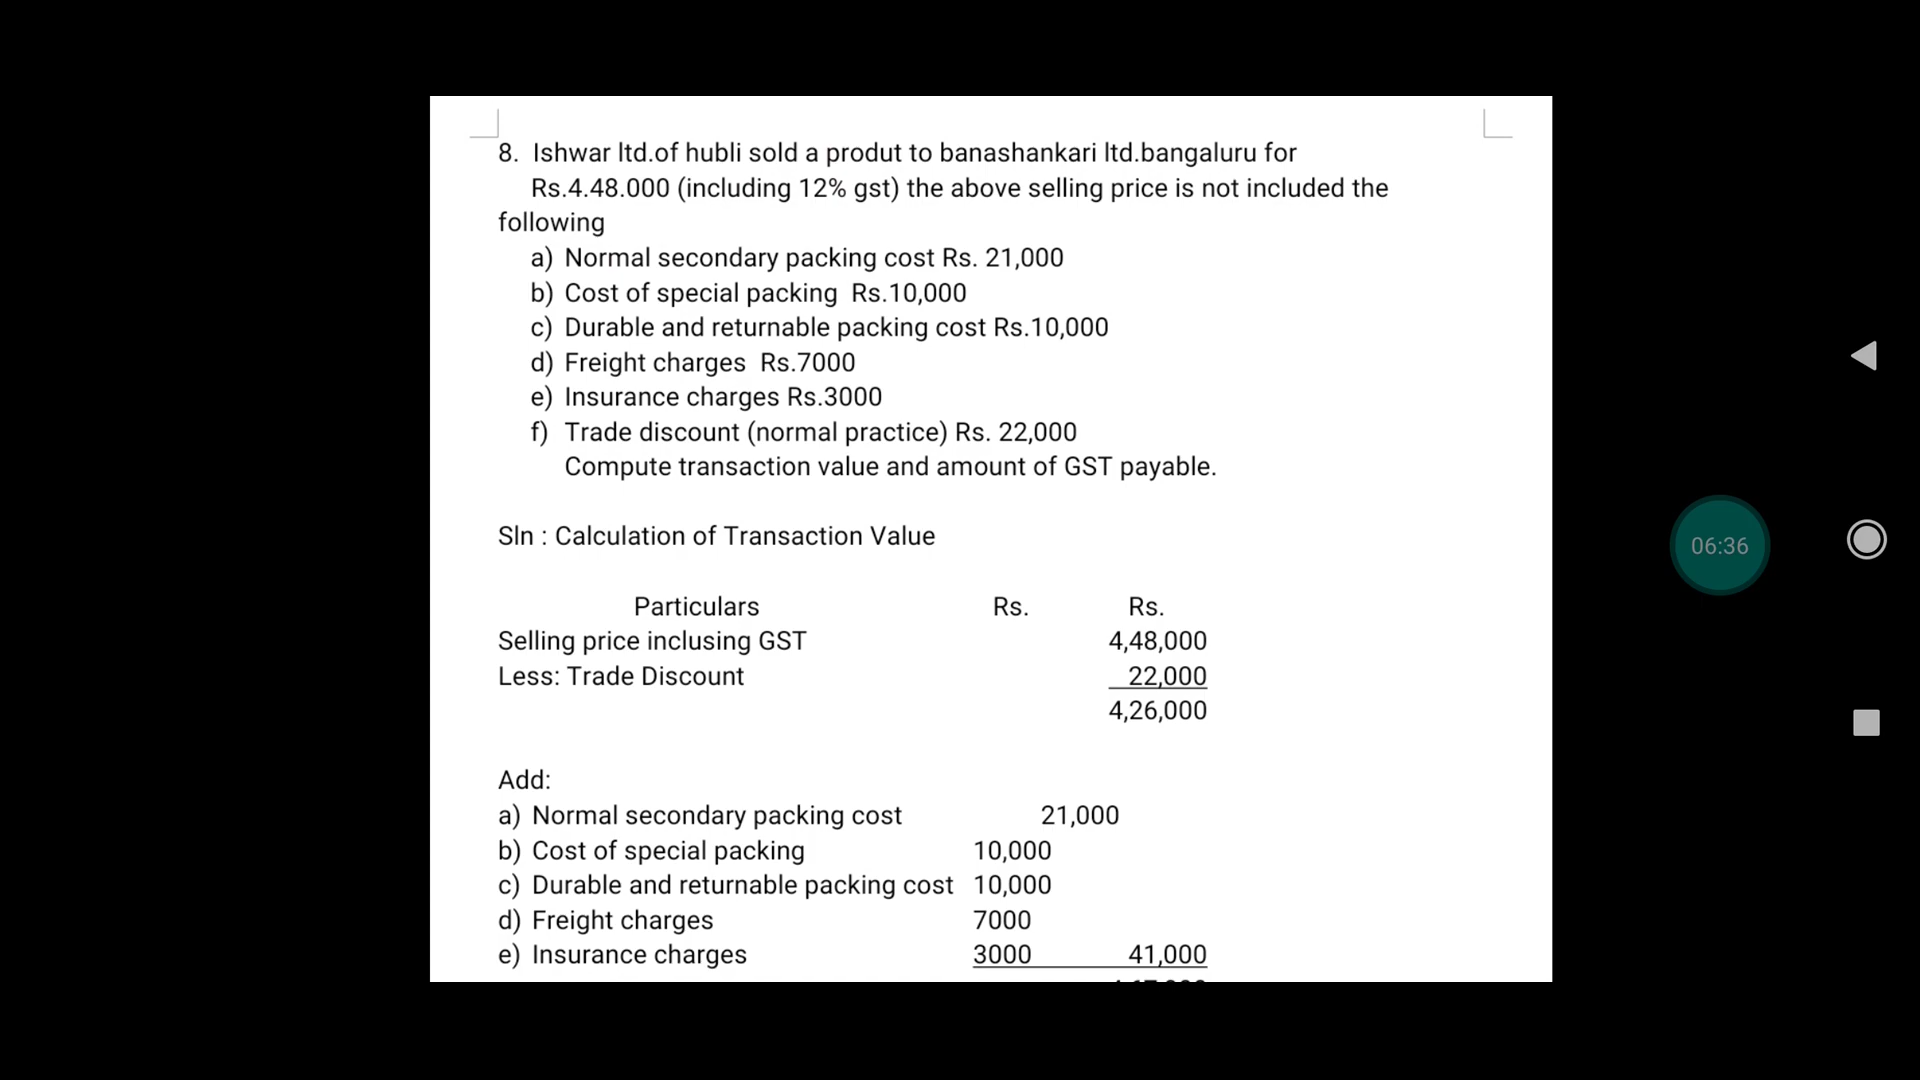 8. Ishwar ltd.of hubli sold a produt to banashankari ltd.bangaluru for
Rs.4.48.000 (including 12% gst) the above selling price is not included the
following
a) Normal secondary packing cost Rs. 21,000
b) Cost of special packing Rs.10,000
c) Durable and returnable packing cost Rs.10,000
d) Freight charges Rs.7000
e) Insurance charges Rs.3000
f) Trade discount (normal practice) Rs. 22,000
Compute transaction value and amount of GST payable.
Sln : Calculation of Transaction Value
Particulars Rs. Rs.
Selling price inclusing GST 4,48,000
Less: Trade Discount 22,000
4,26,000
Add:
a) Normal secondary packing cost 21,000
b) Cost of special packing 10,000
c) Durable and returnable packing cost 10,000
d) Freight charges 7000
e) Insurance charges 3000 41,000
06:36